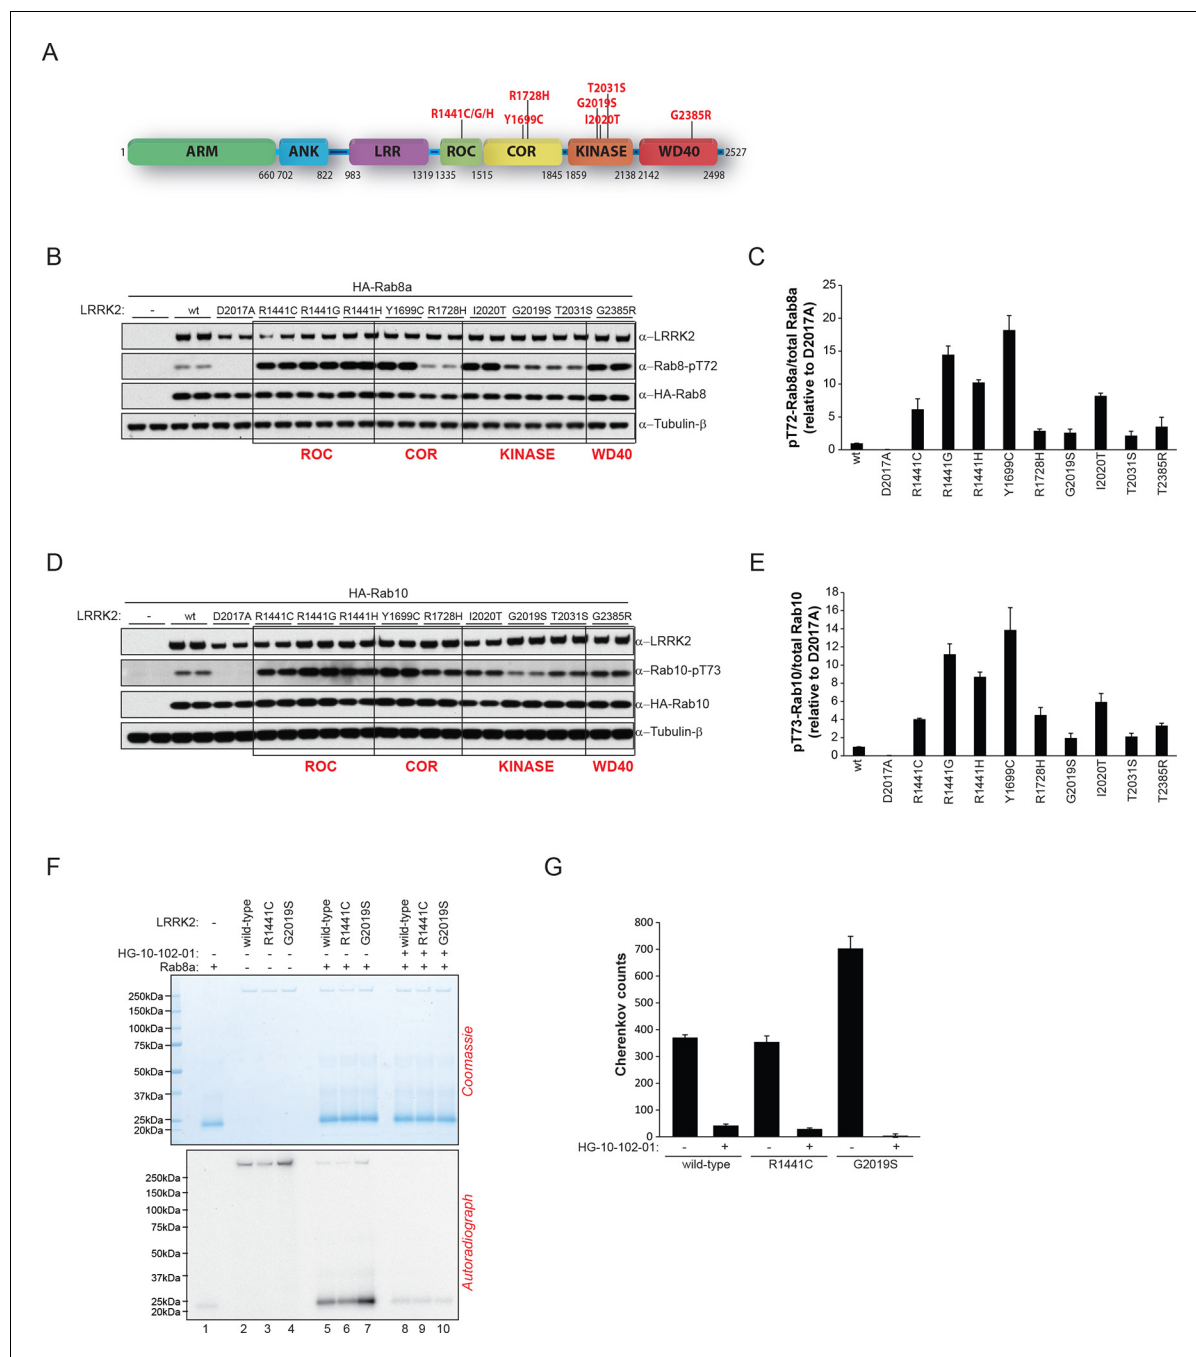 A
T2031S
R1728H
G2019S
R1441C/G/H
Y1699C
I2020T
G2385R
1 ARM ANK LRR ROC COR KINASE WD40 2527
660 702 822 983 1319 1335 1515 1845 1859 2138 2142 2498
B
HA-Rab8a
LRRK2: - wt D2017A R1441C R1441G R1441H Y1699C R1728H I2020T G2019S T2031S G2385R
α–LRRK2
α–Rab8-pT72
α–HA-Rab8
α–Tubulin-β
ROC COR KINASE WD40
C
pT72-Rab8a/total Rab8a
(relative to D2017A)
25
20
15
10
5
0
wt D2017A R1441C R1441G R1441H Y1699C R1728H G2019S I2020T T2031S T2385R
D
HA-Rab10
LRRK2: - wt D2017A R1441C R1441G R1441H Y1699C R1728H I2020T G2019S T2031S G2385R
α–LRRK2
α–Rab10-pT73
α–HA-Rab10
α–Tubulin-β
ROC COR KINASE WD40
E
pT73-Rab10/total Rab10
(relative to D2017A)
18
16
14
12
10
8
6
4
2
0
wt D2017A R1441C R1441G R1441H Y1699C R1728H G2019S I2020T T2031S T2385R
F
LRRK2: - wild-type R1441C G2019S wild-type R1441C G2019S wild-type R1441C G2019S
HG-10-102-01: - - - - - - - + + +
Rab8a: + - - - + + + + + +
250kDa
150kDa
100kDa
75kDa
50kDa
37kDa
25kDa
20kDa
Coomassie
250kDa
150kDa
100kDa
75kDa
50kDa
37kDa
25kDa
20kDa
Autoradiograph
1 2 3 4 5 6 7 8 9 10
G
Cherenkov counts
800
700
600
500
400
300
200
100
0
HG-10-102-01: - + - + - +
wild-type R1441C G2019S